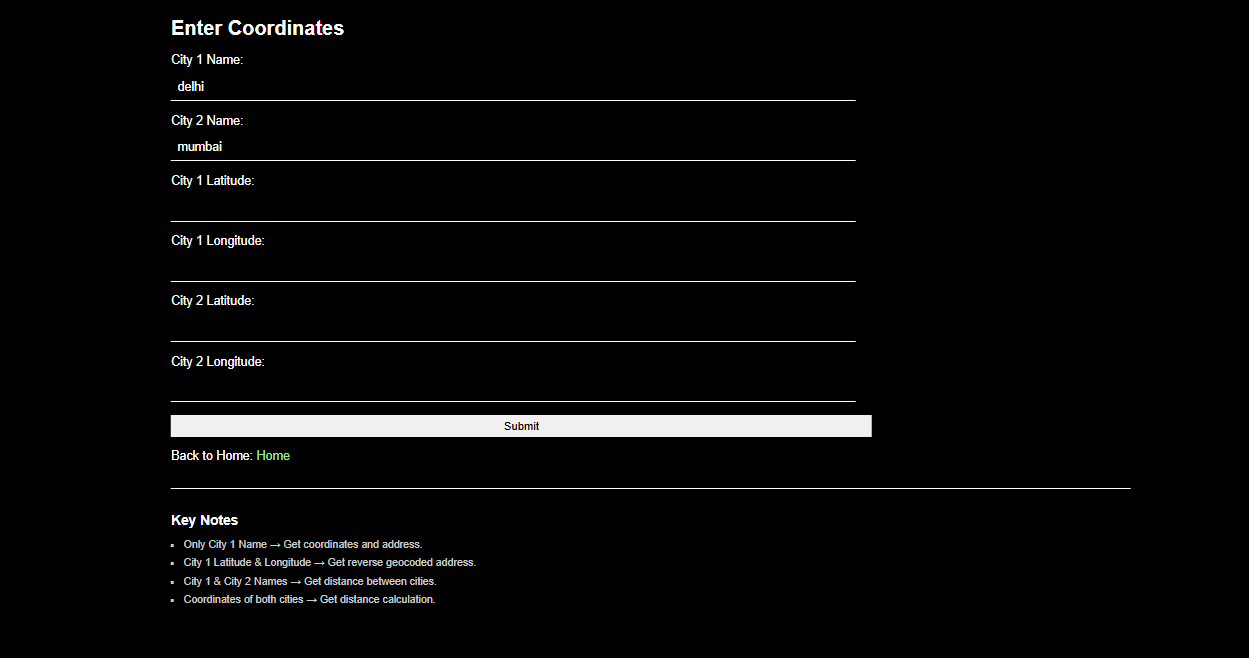 Enter Coordinates
City 1 Name:
delhi
City 2 Name:
mumbai
City 1 Latitude:
City 1 Longitude:
City 2 Latitude:
City 2 Longitude:
Submit
Back to Home: Home
Key Notes
▪ Only City 1 Name → Get coordinates and address.
▪ City 1 Latitude & Longitude → Get reverse geocoded address.
▪ City 1 & City 2 Names → Get distance between cities.
▪ Coordinates of both cities → Get distance calculation.